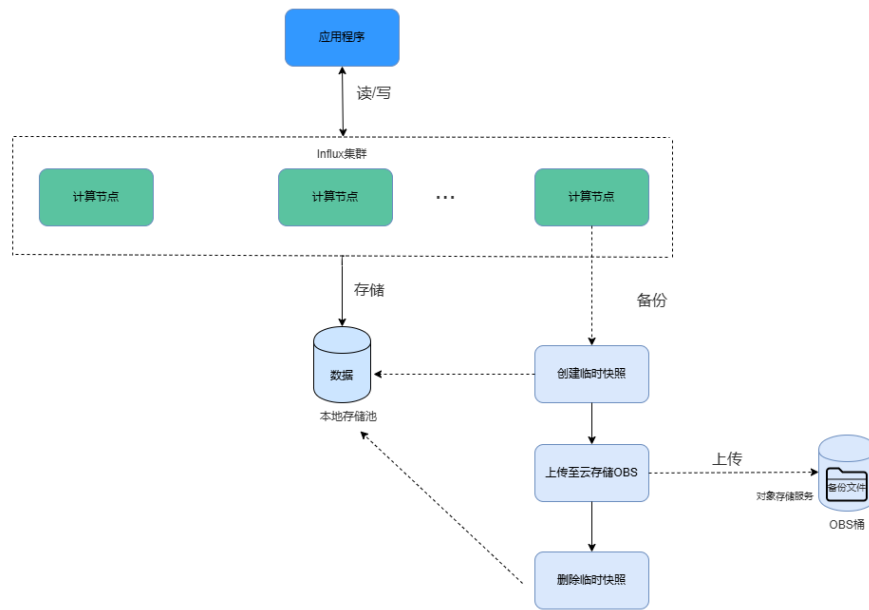 应用程序
读/写
Influx集群
计算节点
计算节点
...
计算节点
存储
备份
数据
创建临时快照
本地存储池
上传至云存储OBS
上传
备份文件
对象存储服务
OBS桶
删除临时快照